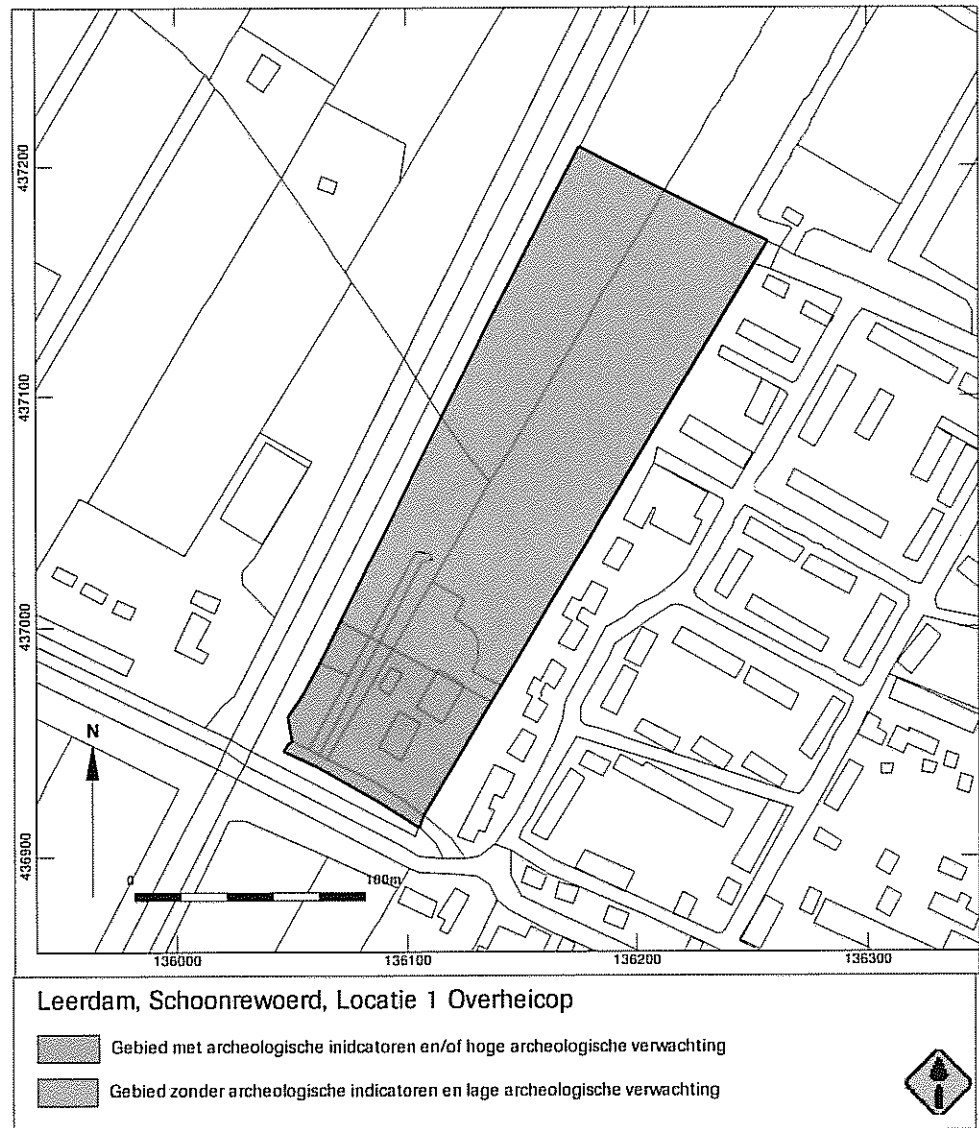 437200
437100
437000
N
436900
0 100m
136000 136100 136200 136300
Leerdam, Schoonrewoerd, Locatie 1 Overheicop
Gebied met archeologische inidcatoren en/of hoge archeologische verwachting
Gebied zonder archeologische indicatoren en lage archeologische verwachting